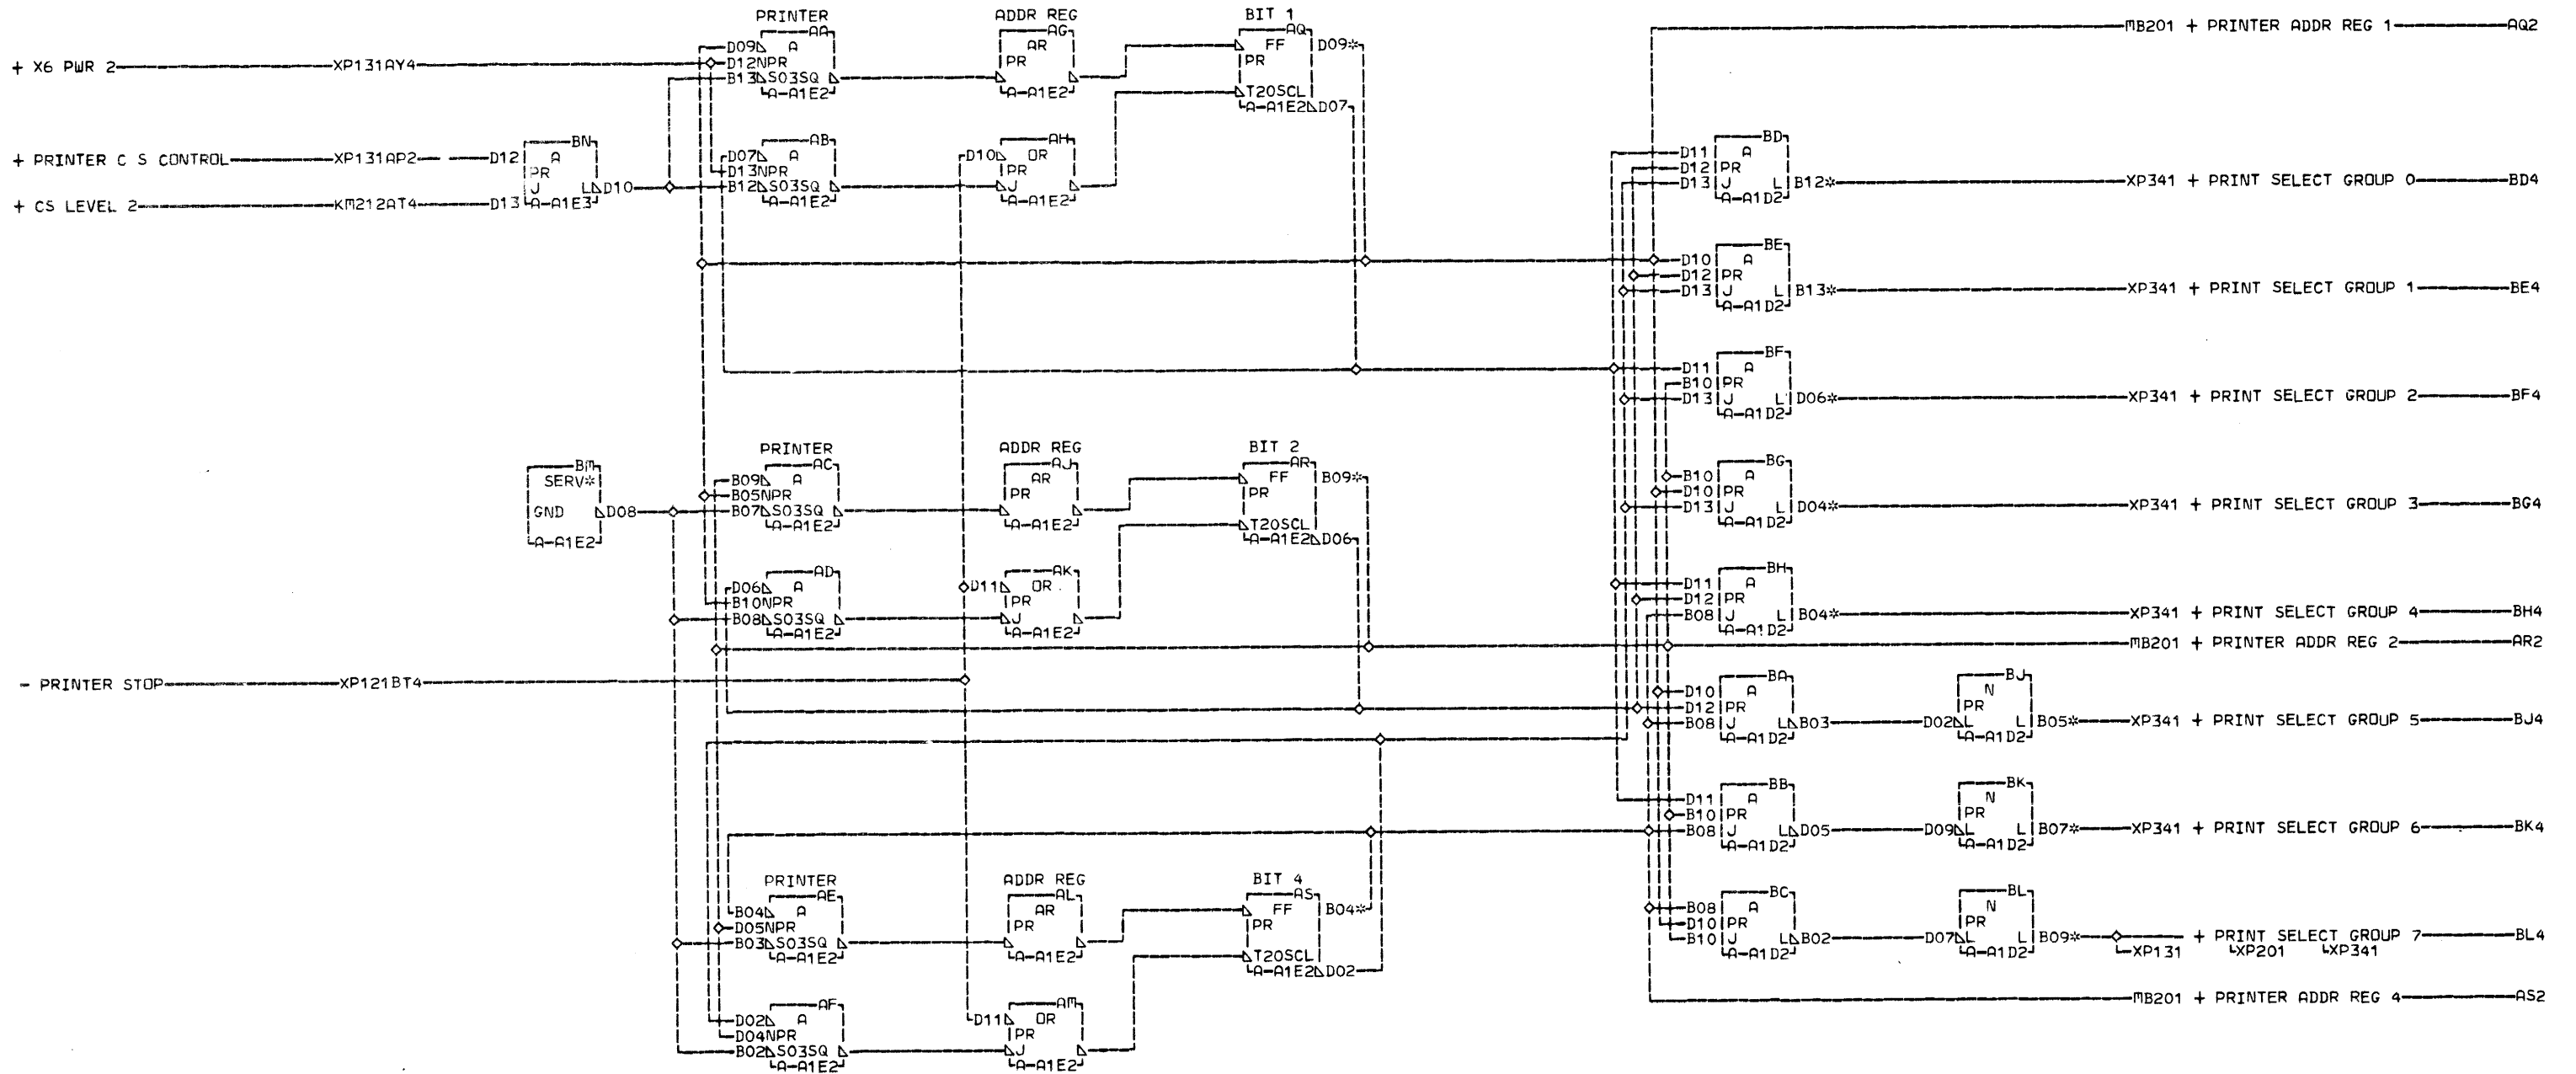 PRINTER ADDR REG BIT 1
+ X6 PWR 2 XP131AY4
AA
D09 A
D12 NPR
B13 S03SQ
A-A1E2
AG
AR
PR
A-A1E2
AQ
FF D09*
PR
T20SCL
A-A1E2 D07
MB201 + PRINTER ADDR REG 1 AQ2
+ PRINTER C S CONTROL XP131AP2 D12
+ CS LEVEL 2 KM212AT4 D13
BN
A
PR
J L D10
A-A1E3
AB
D07 A
D13 NPR
B12 S03SQ
A-A1E2
AH
D10 OR
PR
J
A-A1E2
BD
D11 A
D12 PR
D13 J L B12* XP341 + PRINT SELECT GROUP 0 BD4
A-A1D2
BE
D10 A
D12 PR
D13 J L B13* XP341 + PRINT SELECT GROUP 1 BE4
A-A1D2
BF
D11 A
B10 PR
D13 J L D06* XP341 + PRINT SELECT GROUP 2 BF4
A-A1D2
PRINTER ADDR REG BIT 2
BM
SERV*
GND D08
A-A1E2
AC
B09 A
B05 NPR
B07 S03SQ
A-A1E2
AJ
AR
PR
A-A1E2
AR
FF B09*
PR
T20SCL
A-A1E2 D06
BG
B10 A
D10 PR
D13 J L D04* XP341 + PRINT SELECT GROUP 3 BG4
A-A1D2
AD
D06 A
B10 NPR
B08 S03SQ
A-A1E2
AK
D11 OR
PR
J
A-A1E2
BH
D11 A
D12 PR
B08 J L B04* XP341 + PRINT SELECT GROUP 4 BH4
A-A1D2
MB201 + PRINTER ADDR REG 2 AR2
- PRINTER STOP XP121BT4
BA
D10 A
D12 PR
B08 J L B03
A-A1D2
BJ
N
PR
D02 L L B05* XP341 + PRINT SELECT GROUP 5 BJ4
A-A1D2
BB
D11 A
B10 PR
B08 J L D05
A-A1D2
BK
N
PR
D09 L L B07* XP341 + PRINT SELECT GROUP 6 BK4
A-A1D2
PRINTER ADDR REG BIT 4
AE
B04 A
D05 NPR
B03 S03SQ
A-A1E2
AL
AR
PR
A-A1E2
AS
FF B04*
PR
T20SCL
A-A1E2 D02
BC
B08 A
D10 PR
B10 J L B02
A-A1D2
BL
N
PR
D07 L L B09* + PRINT SELECT GROUP 7 BL4
A-A1D2 XP131 XP201 XP341
AF
D02 A
D04 NPR
B02 S03SQ
A-A1E2
AM
D11 OR
PR
J
A-A1E2
MB201 + PRINTER ADDR REG 4 AS2